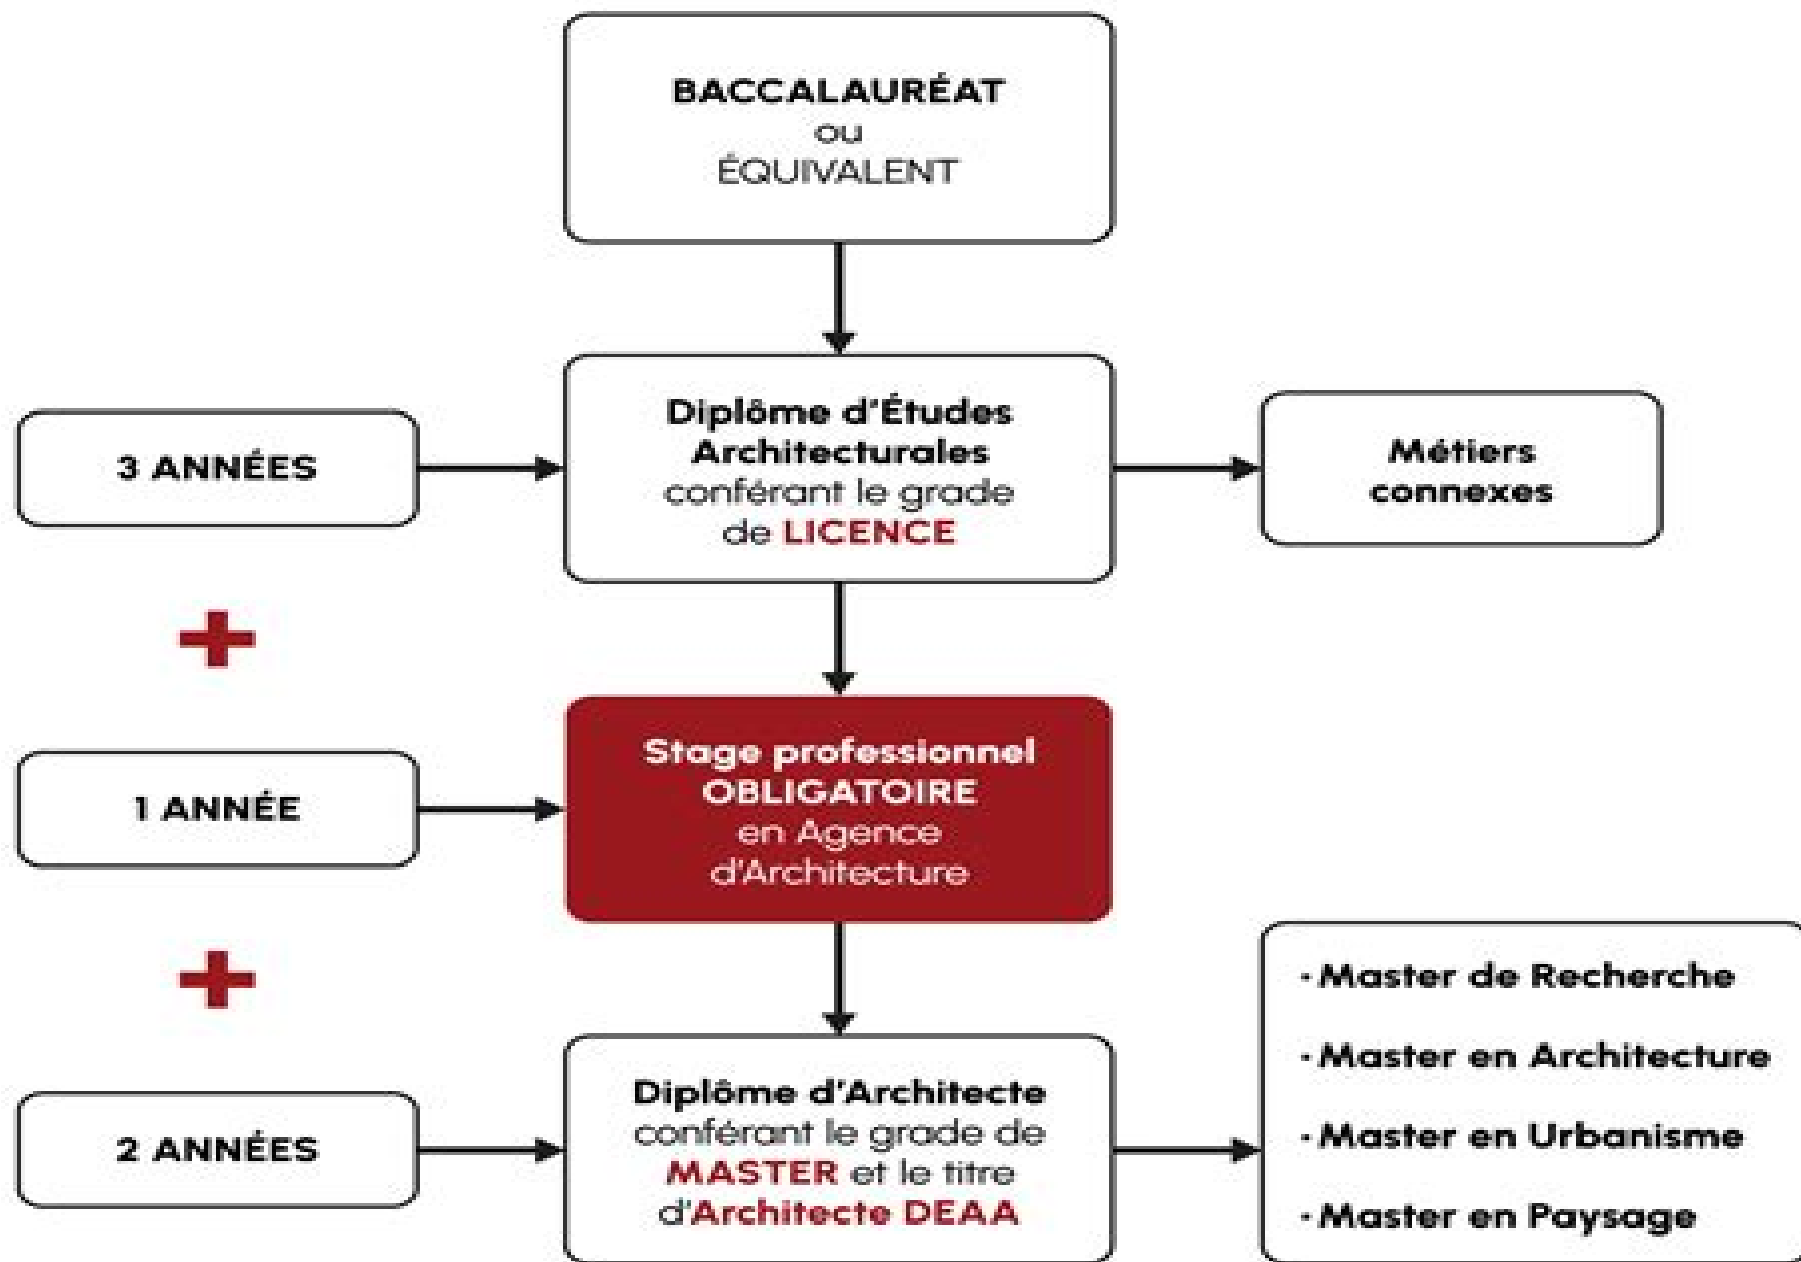 BACCALAURÉAT
ou
ÉQUIVALENT
3 ANNÉES
Diplôme d'Études
Architecturales
conférant le grade
de LICENCE
Métiers
connexes
+
1 ANNÉE
Stage professionnel
OBLIGATOIRE
en Agence
d'Architecture
+
2 ANNÉES
Diplôme d'Architecte
conférant le grade de
MASTER et le titre
d'Architecte DEAA
· Master de Recherche
· Master en Architecture
· Master en Urbanisme
· Master en Paysage